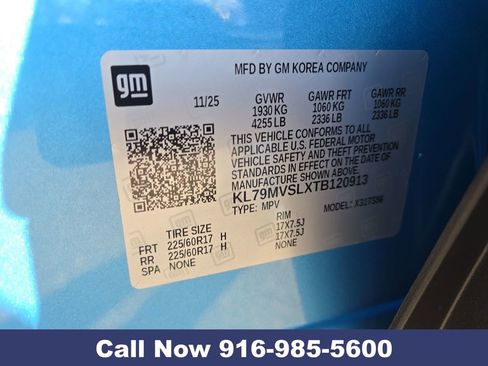 gm
MFD BY GM KOREA COMPANY
11/25 GVWR GAWR FRT GAWR RR
1930 KG 1060 KG 1060 KG
4255 LB 2336 LB 2336 LB
THIS VEHICLE CONFORMS TO ALL
APPLICABLE U.S. FEDERAL MOTOR
VEHICLE SAFETY AND THEFT
PREVENTION STANDARDS IN EFFECT
ON THE DATE OF MANUFACTURE
SHOWN ABOVE.
KL79MVSLXTB120913
TYPE: MPV MODEL:
TIRE SIZE RIM
FRT 225/60R17 H 17X7.5J
RR 225/60R17 H 17X7.5J
SPA NONE NONE
Call Now 916-985-5600